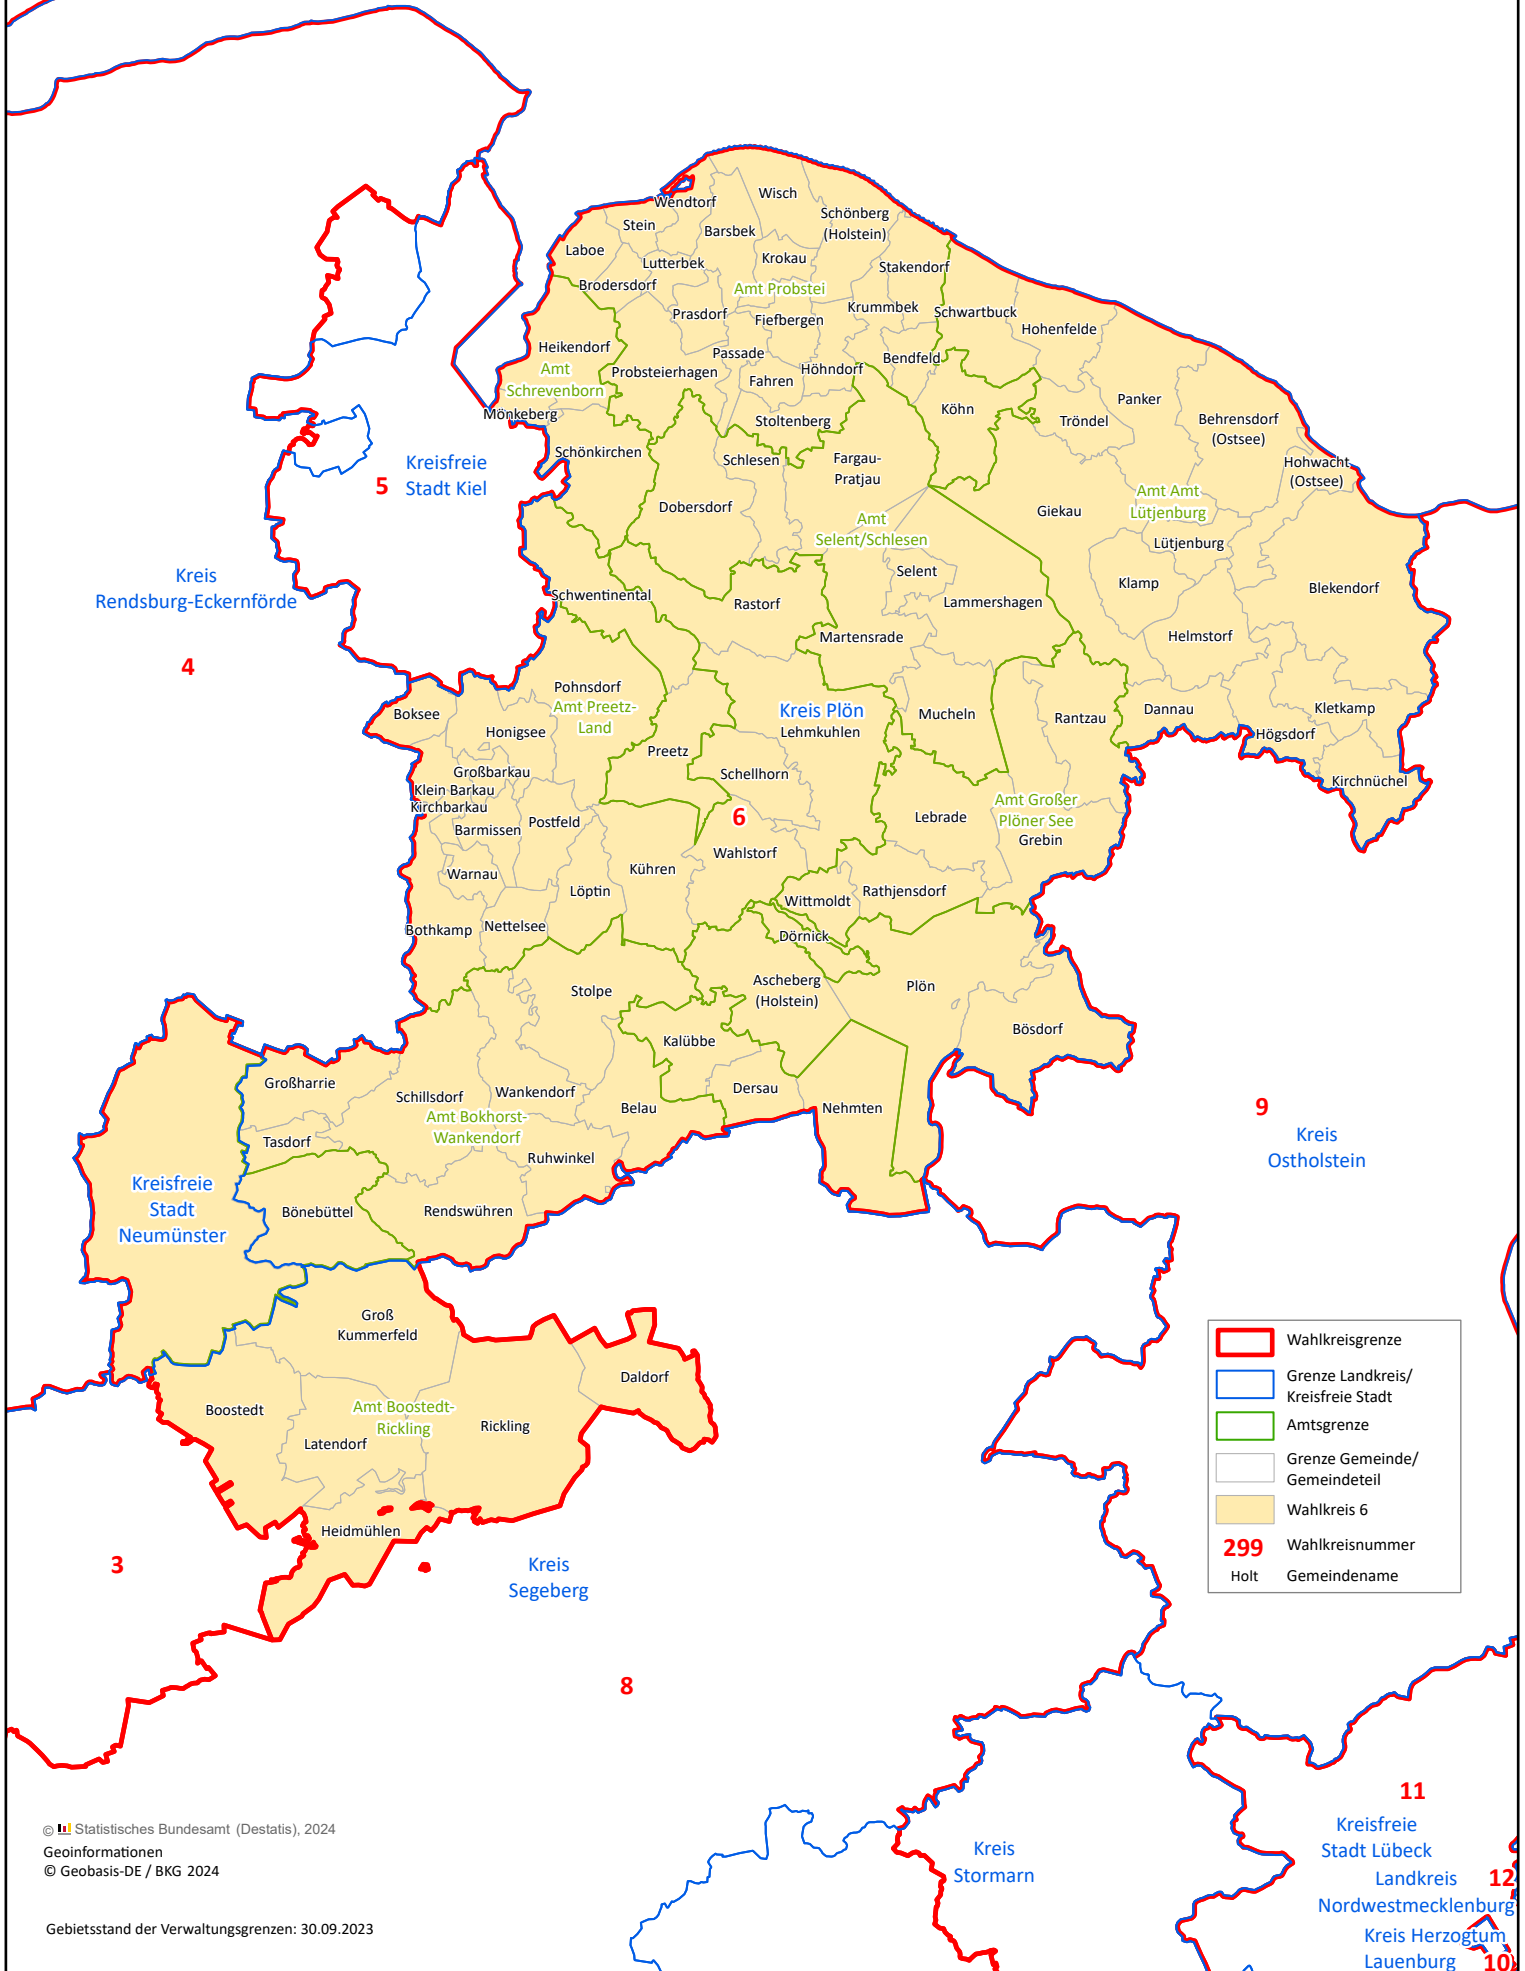 Wisch
Wendtorf
Schönberg
(Holstein)
Stein
Barsbek
Laboe
Krokau
Lutterbek
Stakendorf
Brodersdorf
Amt Probstei
Prasdorf
Fiefbergen
Krummbek
Schwartbuck
Hohenfelde
Heikendorf
Passade
Bendfeld
Amt
Schrevenborn
Probsteierhagen
Fahren
Höhndorf
Panker
Mönkeberg
Stoltenberg
Köhn
Tröndel
Behrensdorf
(Ostsee)
Schönkirchen
Schlesen
Fargau-
Pratjau
Hohwacht
(Ostsee)
Kreisfreie
Stadt Kiel
5
Dobersdorf
Amt
Selent/Schlesen
Giekau
Amt Amt
Lütjenburg
Lütjenburg
Kreis
Rendsburg-Eckernförde
Selent
Klamp
Blekendorf
Schwentinental
Rastorf
Lammershagen
Martensrade
Helmstorf
4
Pohnsdorf
Amt Preetz-
Land
Boksee
Kreis Plön
Lehmkuhlen
Mucheln
Rantzau
Dannau
Kletkamp
Honigsee
Högsdorf
Preetz
Großbarkau
Schellhorn
Kirchnüchel
Klein Barkau
Kirchbarkau
Amt Großer
Plöner See
Barmissen
Postfeld
6
Lebrade
Grebin
Wahlstorf
Warnau
Kühren
Löptin
Wittmoldt
Rathjensdorf
Bothkamp
Nettelsee
Dörnick
Stolpe
Ascheberg
(Holstein)
Plön
Bösdorf
Kalübbe
Großharrie
Schillsdorf
Wankendorf
Dersau
Belau
Nehmten
Amt Bokhorst-
Wankendorf
9
Tasdorf
Ruhwinkel
Kreis
Ostholstein
Kreisfreie
Stadt
Neumünster
Bönebüttel
Rendswühren
Groß
Kummerfeld
Daldorf
Boostedt
Amt Boostedt-
Rickling
Rickling
Latendorf
Heidmühlen
3
Kreis
Segeberg
8
Wahlkreisgrenze
Grenze Landkreis/
Kreisfreie Stadt
Amtsgrenze
Grenze Gemeinde/
Gemeindeteil
Wahlkreis 6
299 Wahlkreisnummer
Holt Gemeindename
11
Kreisfreie
Stadt Lübeck
Kreis
Stormarn
Landkreis
Nordwestmecklenburg
12
Kreis Herzogtum
Lauenburg
10
© Statistisches Bundesamt (Destatis), 2024
Geoinformationen
© Geobasis-DE / BKG 2024
Gebietsstand der Verwaltungsgrenzen: 30.09.2023